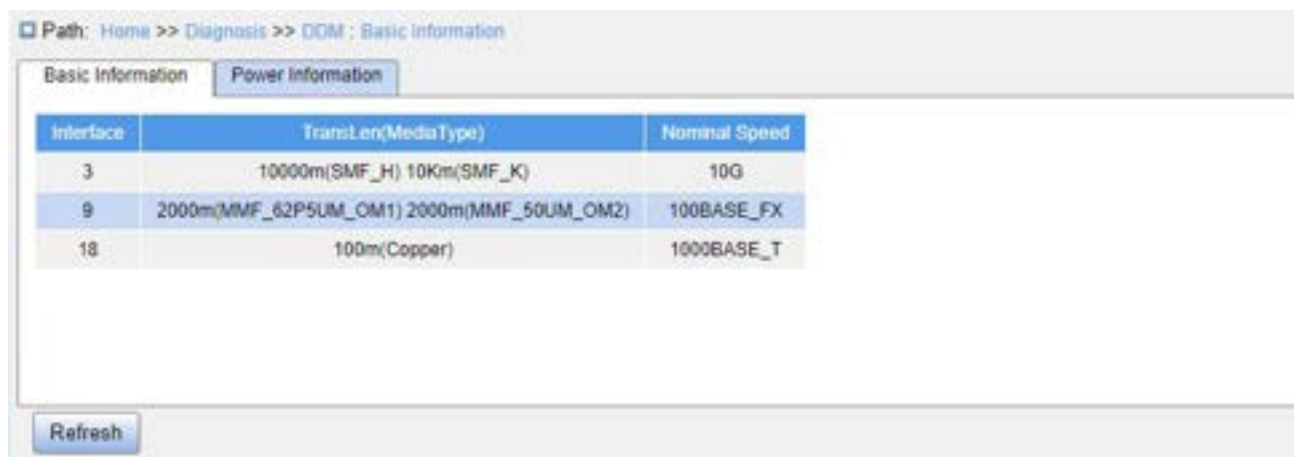 Path: Home >> Diagnosis >> DDM : Basic Information
Basic Information Power Information
Interface TransLen(MediaType) Nominal Speed
3 10000m(SMF_H) 10Km(SMF_K) 10G
9 2000m(MMF_62P5UM_OM1) 2000m(MMF_50UM_OM2) 100BASE_FX
18 100m(Copper) 1000BASE_T
Refresh